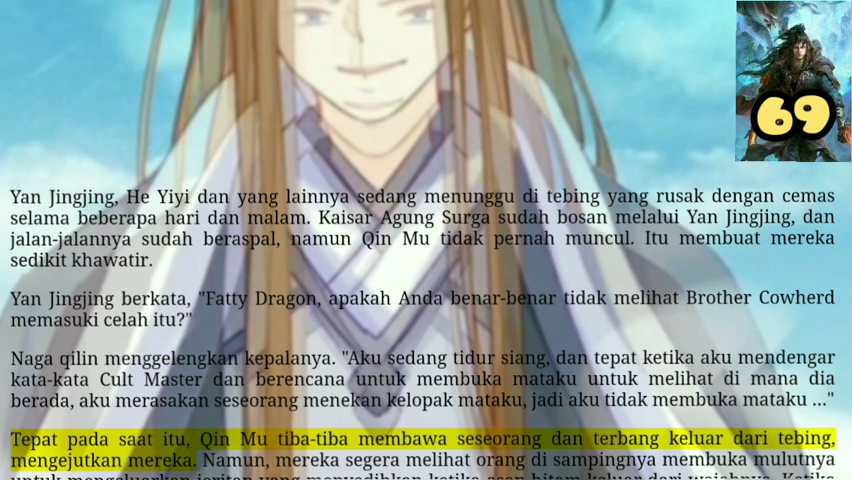 69
Yan Jingjing, He Yiyi dan yang lainnya sedang menunggu di tebing yang rusak dengan cemas
selama beberapa hari dan malam. Kaisar Agung Surga sudah bosan melalui Yan Jingjing, dan
jalan-jalannya sudah beraspal, namun Qin Mu tidak pernah muncul. Itu membuat mereka
sedikit khawatir.
Yan Jingjing berkata, "Fatty Dragon, apakah Anda benar-benar tidak melihat Brother Cowherd
memasuki celah itu?"
Naga qilin menggelengkan kepalanya. "Aku sedang tidur siang, dan tepat ketika aku mendengar
kata-kata Cult Master dan berencana untuk membuka mataku untuk melihat di mana dia
berada, aku merasakan seseorang menekan kelopak mataku, jadi aku tidak membuka mataku ..."
Tepat pada saat itu, Qin Mu tiba-tiba membawa seseorang dan terbang keluar dari tebing,
mengejutkan mereka. Namun, mereka segera melihat orang di sampingnya membuka mulutnya